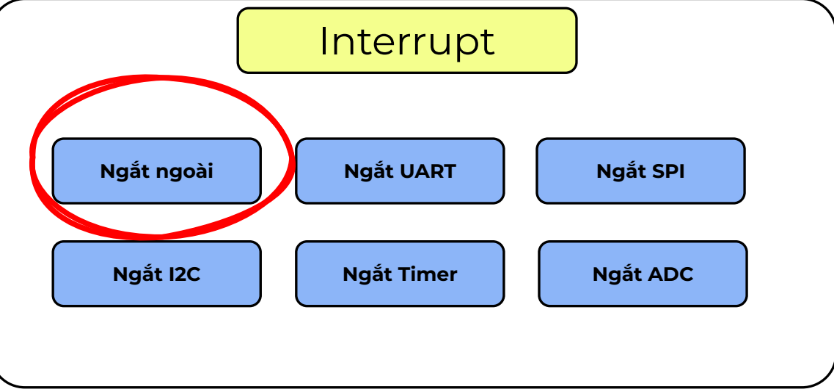 Interrupt
Ngắt ngoài
Ngắt UART
Ngắt SPI
Ngắt I2C
Ngắt Timer
Ngắt ADC